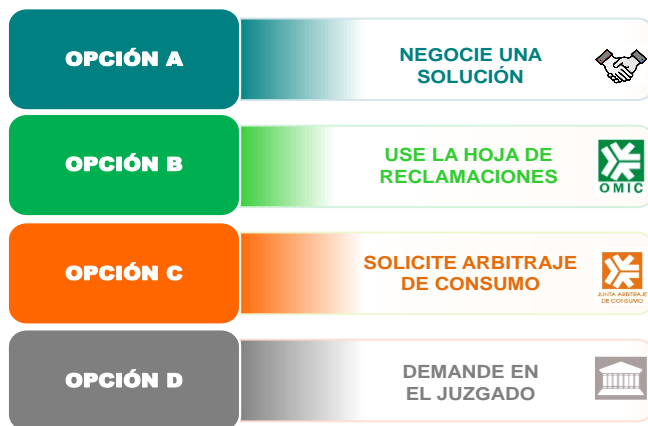 OPCIÓN A
NEGOCIE UNA
SOLUCIÓN
OPCIÓN B
USE LA HOJA DE
RECLAMACIONES
OMIC
OPCIÓN C
SOLICITE ARBITRAJE
DE CONSUMO
JUNTA ARBITRAJE
DE CONSUMO
OPCIÓN D
DEMANDE EN
EL JUZGADO